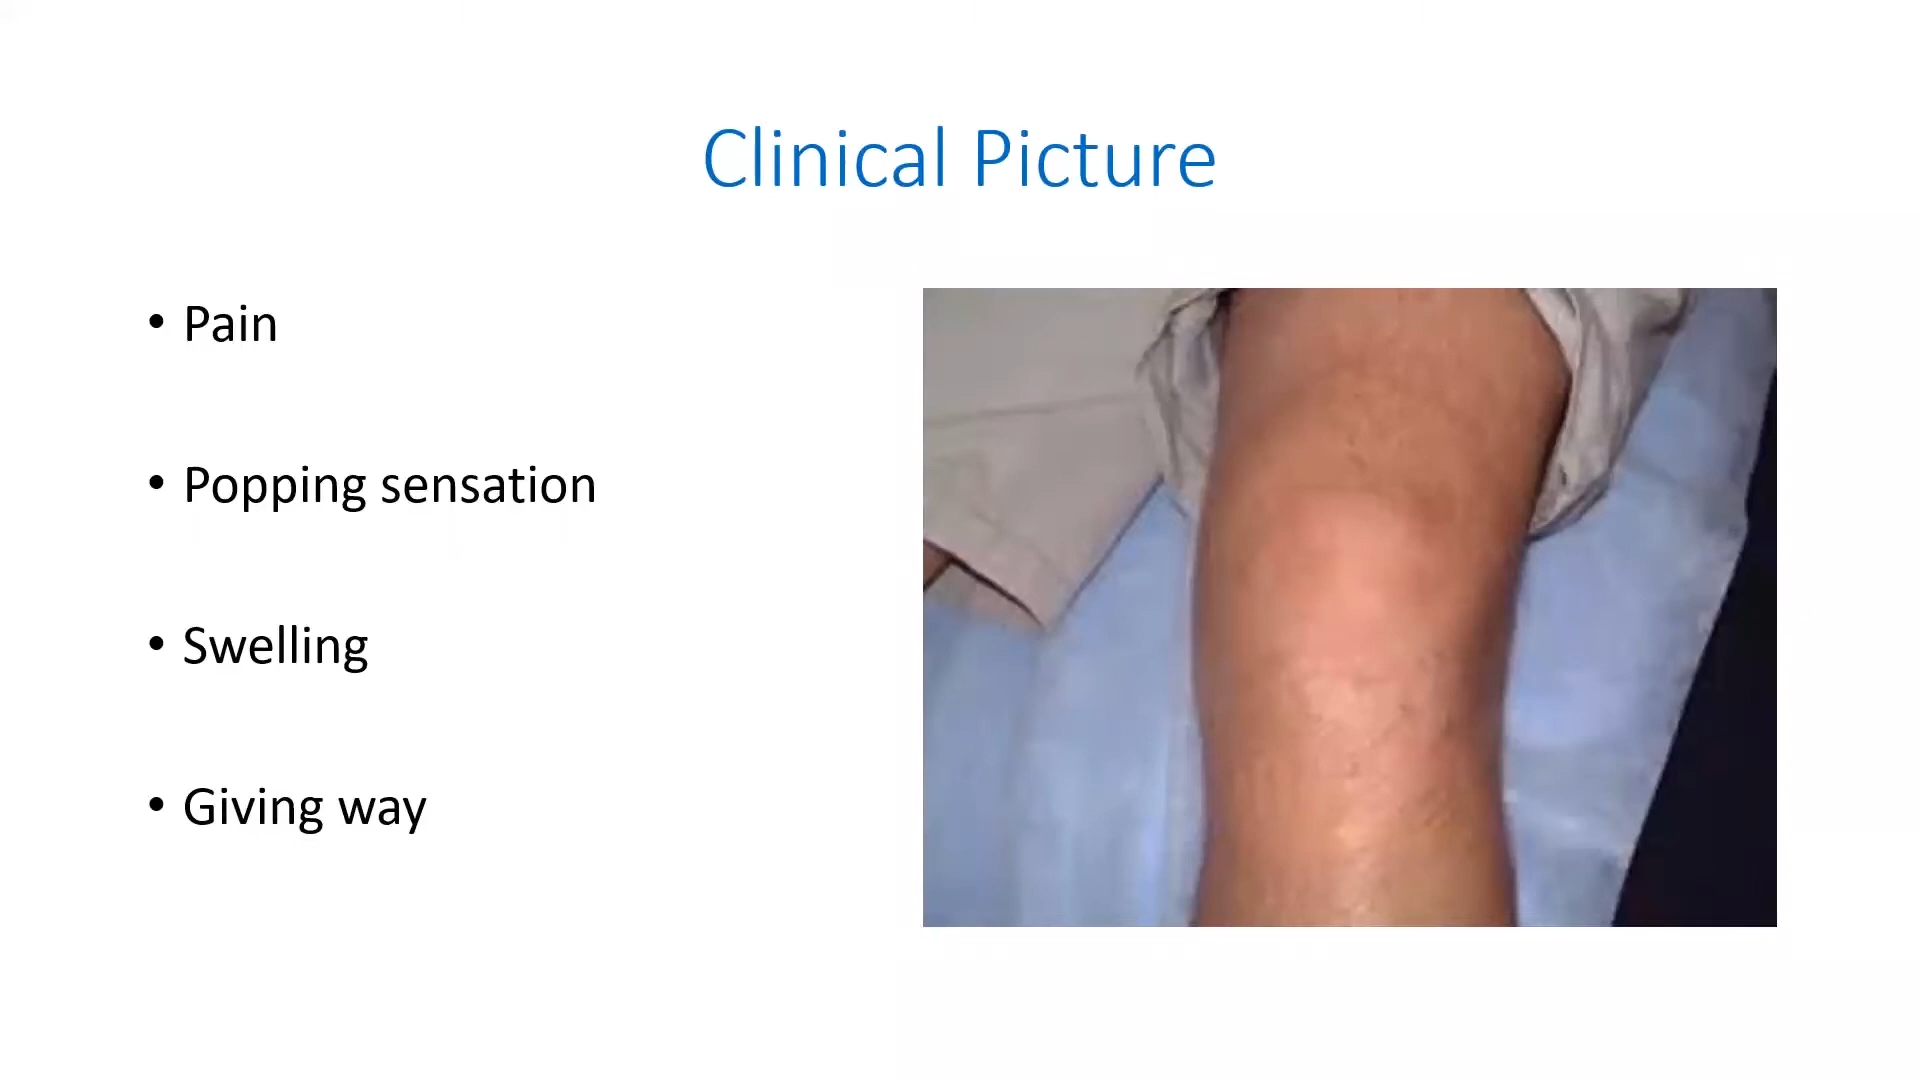 Clinical Picture
• Pain
• Popping sensation
• Swelling
• Giving way